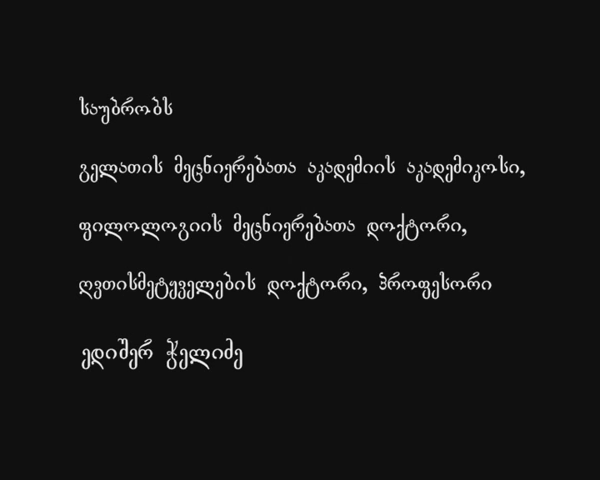 საუბრობს
გელათის მეცნიერებათა აკადემიის აკადემიკოსი,
ფილოლოგიის მეცნიერებათა დოქტორი,
ღვთისმეტყველების დოქტორი, პროფესორი
ედიშერ ჭელიძე